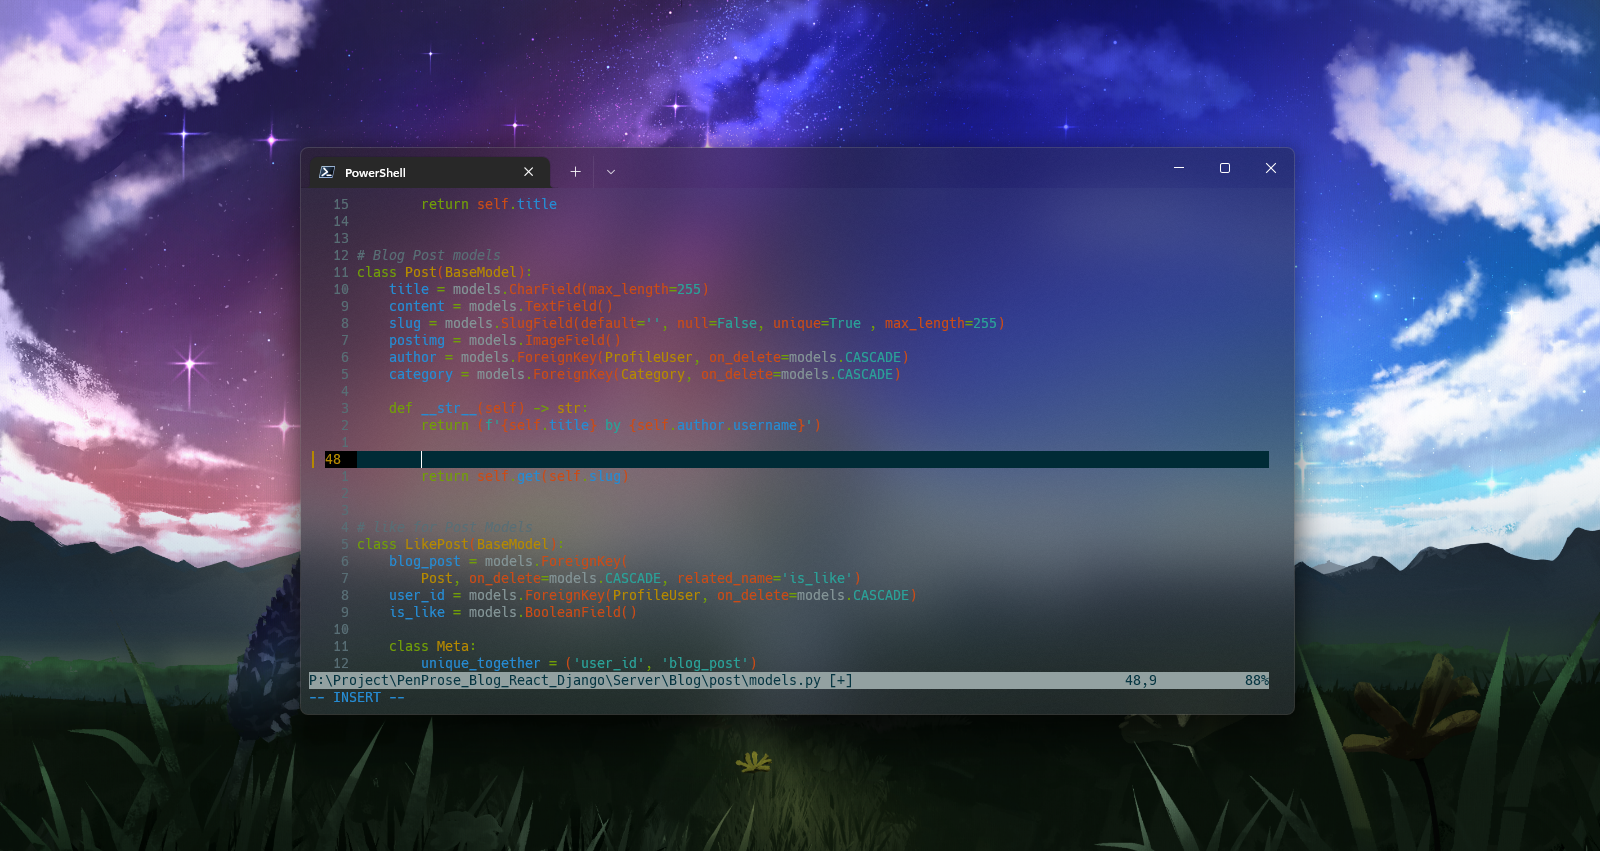 PowerShell
15         return self.title
14
13
12 # Blog Post models
11 class Post(BaseModel):
10     title = models.CharField(max_length=255)
9     content = models.TextField()
8     slug = models.SlugField(default='', null=False, unique=True , max_length=255)
7     postimg = models.ImageField()
6     author = models.ForeignKey(ProfileUser, on_delete=models.CASCADE)
5     category = models.ForeignKey(Category, on_delete=models.CASCADE)
4
3     def __str__(self) -> str:
2         return (f'{self.title} by {self.author.username}')
1
48
1         return self.get(self.slug)
2
3
4 # Like for Post Models
5 class LikePost(BaseModel):
6     blog_post = models.ForeignKey(
7         Post, on_delete=models.CASCADE, related_name='is_like')
8     user_id = models.ForeignKey(ProfileUser, on_delete=models.CASCADE)
9     is_like = models.BooleanField()
10
11     class Meta:
12         unique_together = ('user_id', 'blog_post')
P:\Project\PenProse_Blog_React_Django\Server\Blog\post\models.py [+] 48,9 88%
-- INSERT --